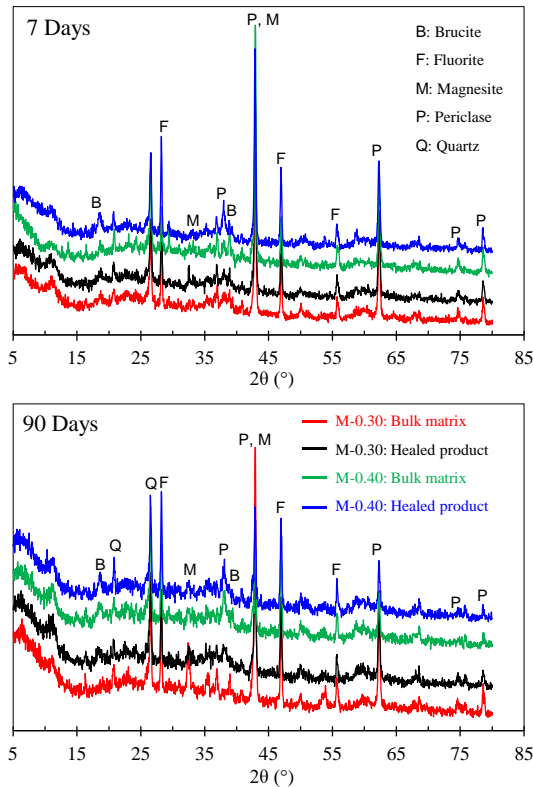 7 Days
P, M
B: Brucite
F: Fluorite
M: Magnesite
P: Periclase
Q: Quartz
F
F
P
B
M
P
B
F
P
P
5 15 25 35 45 55 65 75 85
2θ (°)
90 Days
P, M
M-0.30: Bulk matrix
M-0.30: Healed product
M-0.40: Bulk matrix
M-0.40: Healed product
Q
F
F
Q
B
M
P
B
P
F
P
P
5 15 25 35 45 55 65 75 85
2θ (°)